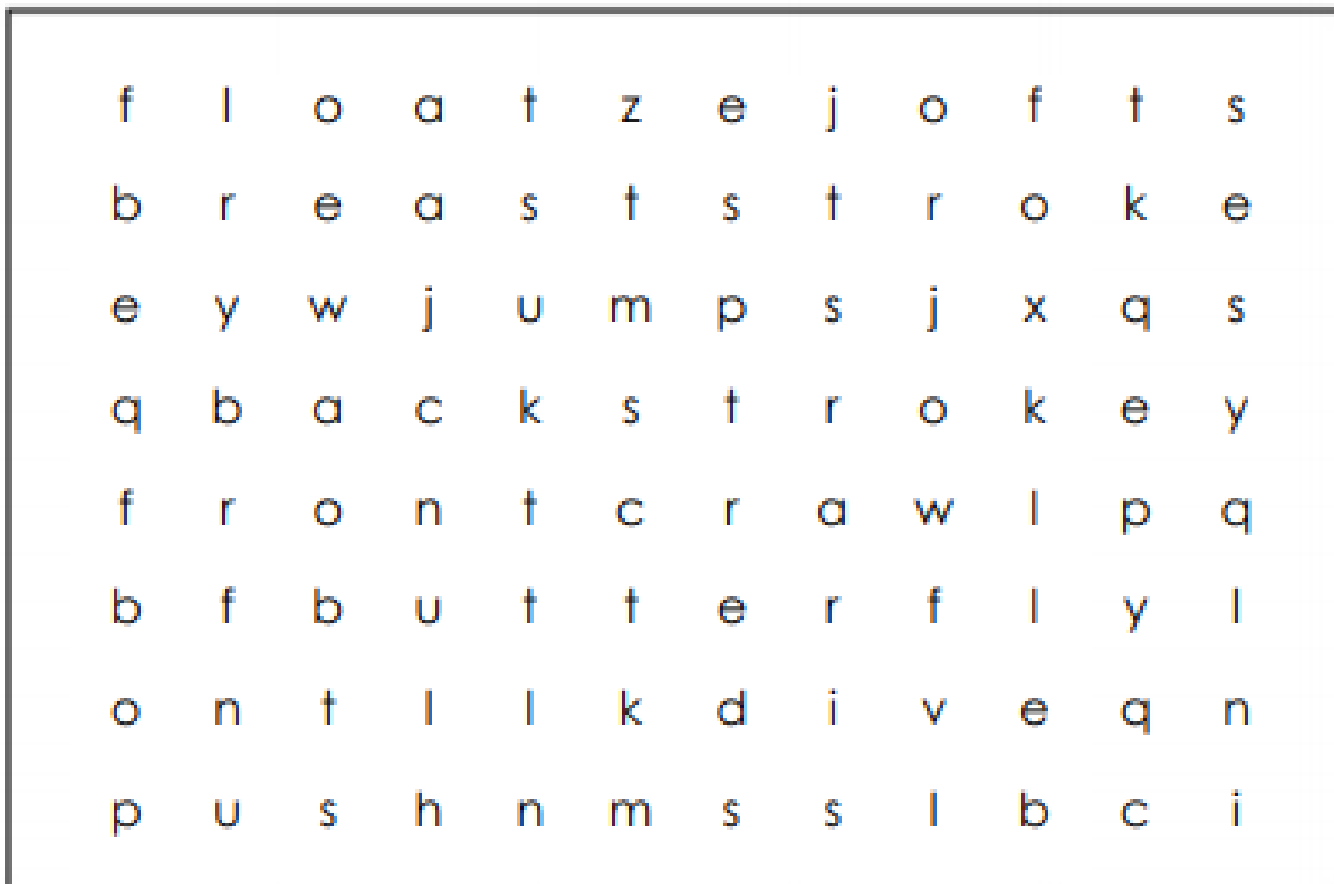 f l o a t z e j o f t s
b r e a s t s t r o k e
e y w j u m p s j x q s
q b a c k s t r o k e y
f r o n t c r a w l p q
b f b u t t e r f l y l
o n t l l k d i v e q n
p u s h n m s s l b c i